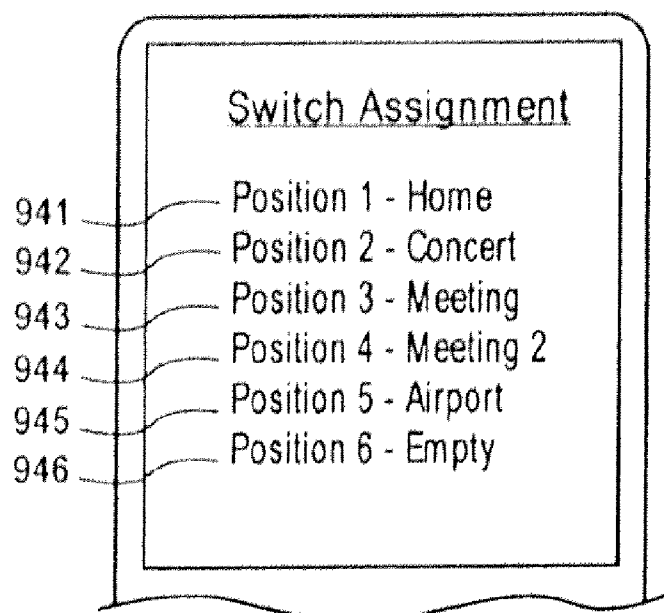 Switch Assignment
941 Position 1 - Home
942 Position 2 - Concert
943 Position 3 - Meeting
944 Position 4 - Meeting 2
945 Position 5 - Airport
946 Position 6 - Empty